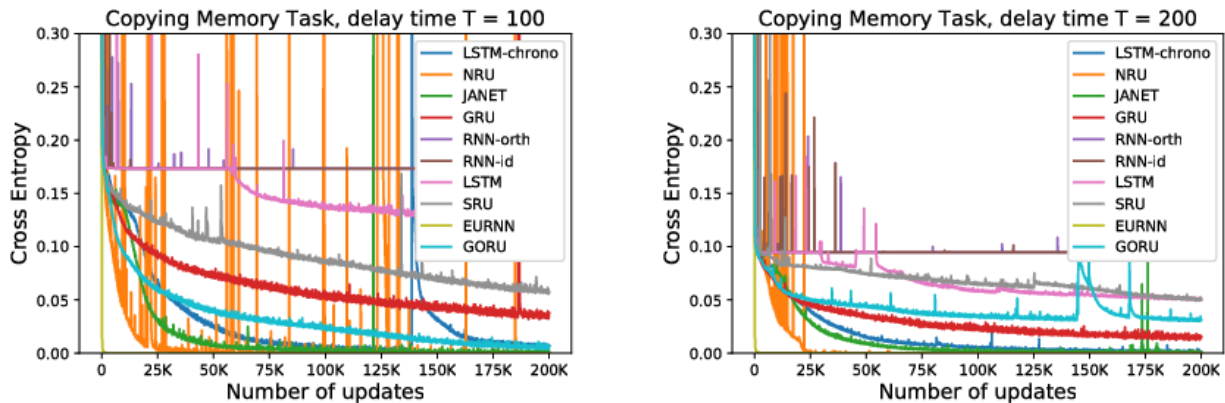 Copying Memory Task, delay time T = 100
0.30
0.25
0.20
0.15
0.10
0.05
0.00
Cross Entropy
LSTM-chrono
NRU
JANET
GRU
RNN-orth
RNN-id
LSTM
SRU
EURNN
GORU
0 25K 50K 75K 100K 125K 150K 175K 200K
Number of updates
Copying Memory Task, delay time T = 200
0.30
0.25
0.20
0.15
0.10
0.05
0.00
Cross Entropy
LSTM-chrono
NRU
JANET
GRU
RNN-orth
RNN-id
LSTM
SRU
EURNN
GORU
0 25K 50K 75K 100K 125K 150K 175K 200K
Number of updates